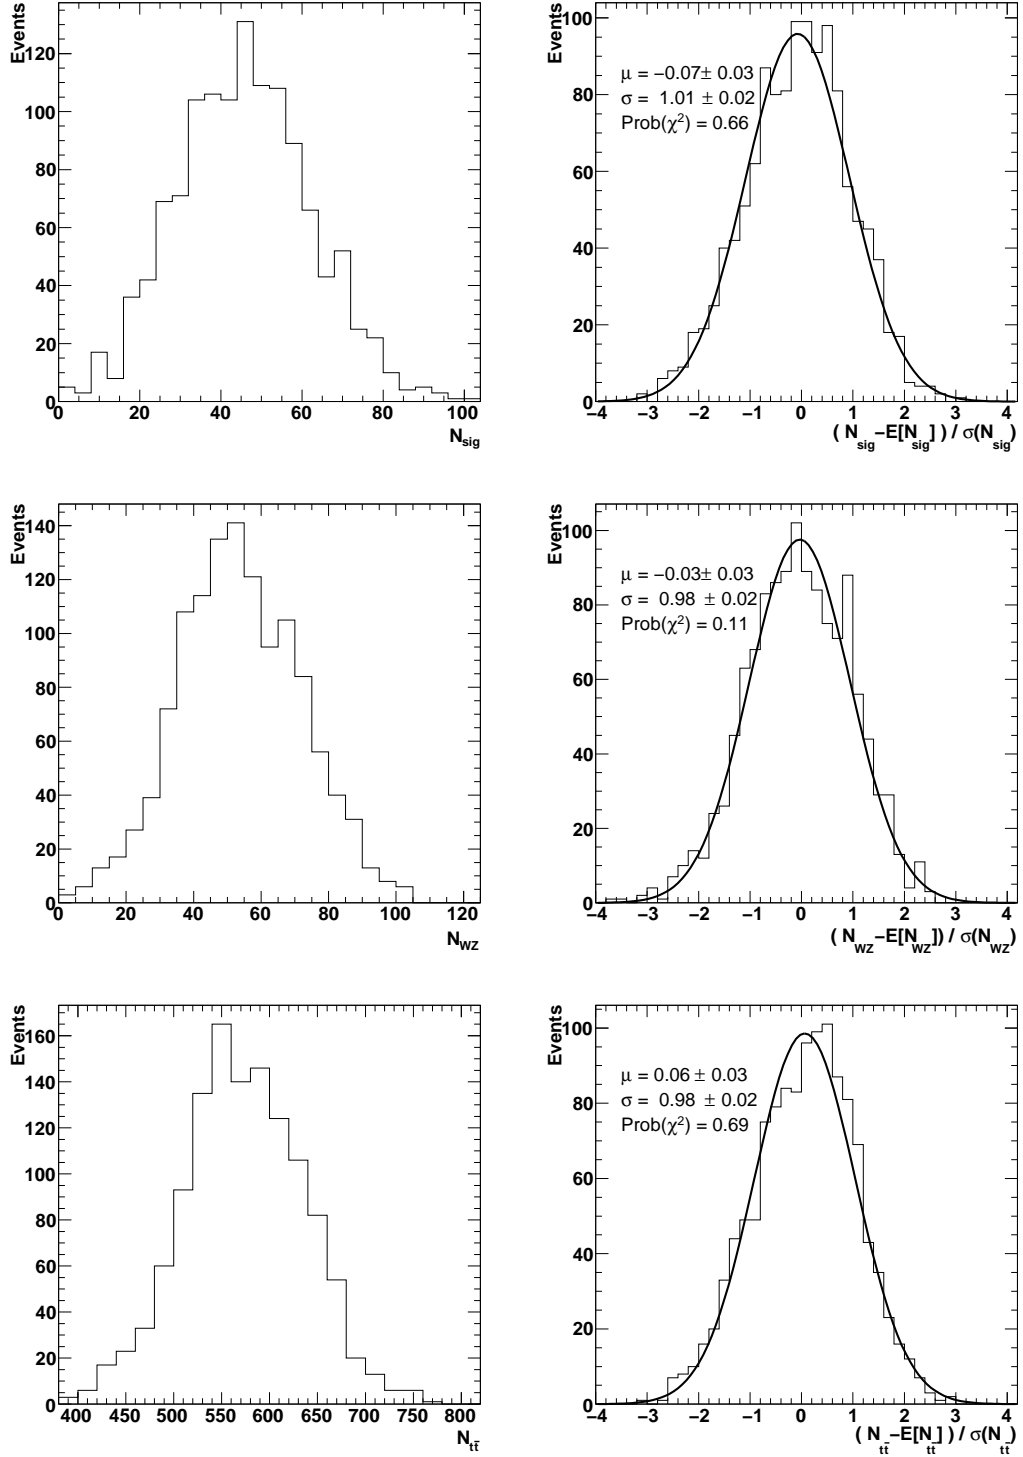 Events
120
100
80
60
40
20
0
0 20 40 60 80 100
N_sig
Events
100
80
60
40
20
0
μ = −0.07± 0.03
σ = 1.01 ± 0.02
Prob(χ²) = 0.66
−4 −3 −2 −1 0 1 2 3 4
( N_sig−E[N_sig] ) / σ(N_sig)
Events
140
120
100
80
60
40
20
0
0 20 40 60 80 100 120
N_WZ
Events
100
80
60
40
20
0
μ = −0.03± 0.03
σ = 0.98 ± 0.02
Prob(χ²) = 0.11
−4 −3 −2 −1 0 1 2 3 4
( N_WZ−E[N_WZ]) / σ(N_WZ)
Events
160
140
120
100
80
60
40
20
0
400 450 500 550 600 650 700 750 800
N_tt̄
Events
100
80
60
40
20
0
μ = 0.06 ± 0.03
σ = 0.98 ± 0.02
Prob(χ²) = 0.69
−4 −3 −2 −1 0 1 2 3 4
( N_tt̄−E[N_tt̄] ) / σ(N_tt̄)